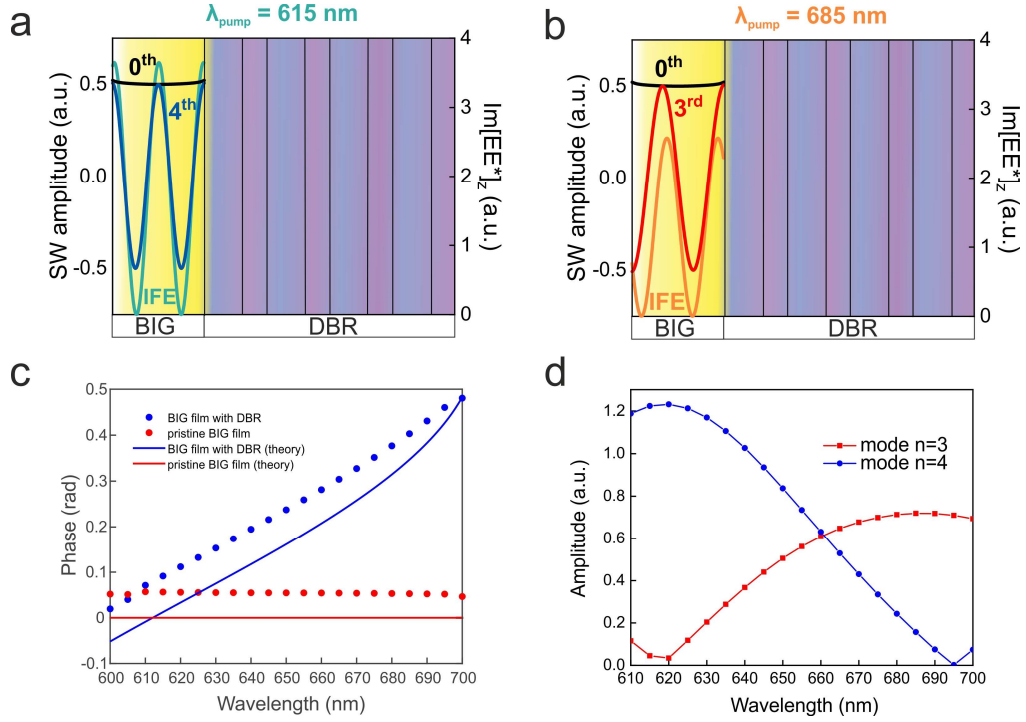 a
λpump = 615 nm
SW amplitude (a.u.)
0.5
0.0
-0.5
0th
4th
IFE
4
3
2
1
0
Im[EE*]z (a.u.)
BIG
DBR
b
λpump = 685 nm
SW amplitude (a.u.)
0.5
0.0
-0.5
0th
3rd
IFE
4
3
2
1
0
Im[EE*]z (a.u.)
BIG
DBR
c
Phase (rad)
0.5
0.4
0.3
0.2
0.1
0
-0.1
BIG film with DBR
pristine BIG film
BIG film with DBR (theory)
pristine BIG film (theory)
600 610 620 630 640 650 660 670 680 690 700
Wavelength (nm)
d
Amplitude (a.u.)
1.2
1.0
0.8
0.6
0.4
0.2
0.0
mode n=3
mode n=4
610 620 630 640 650 660 670 680 690 700
Wavelength (nm)